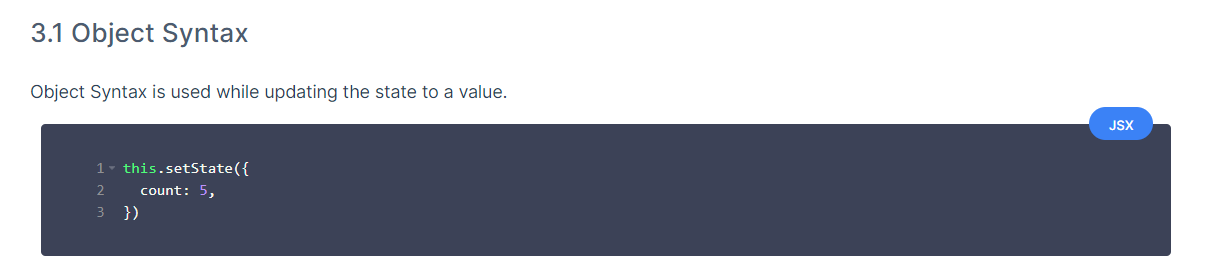 3.1 Object Syntax
Object Syntax is used while updating the state to a value.
JSX
1 this.setState({
2   count: 5,
3 })